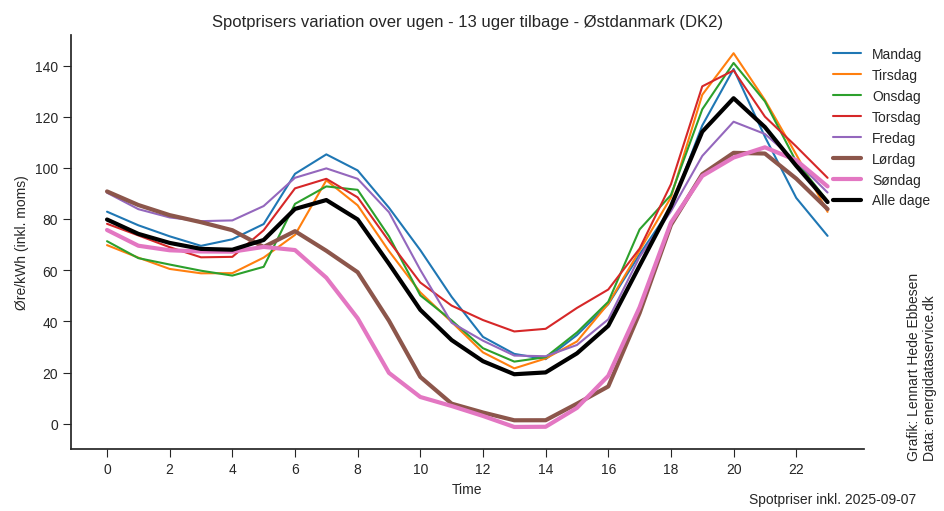 Spotprisers variation over ugen - 13 uger tilbage - Østdanmark (DK2)
Øre/kWh (inkl. moms)
140
120
100
80
60
40
20
0
0 2 4 6 8 10 12 14 16 18 20 22
Time
Mandag
Tirsdag
Onsdag
Torsdag
Fredag
Lørdag
Søndag
Alle dage
Grafik: Lennart Hede Ebbesen
Data: energidataservice.dk
Spotpriser inkl. 2025-09-07